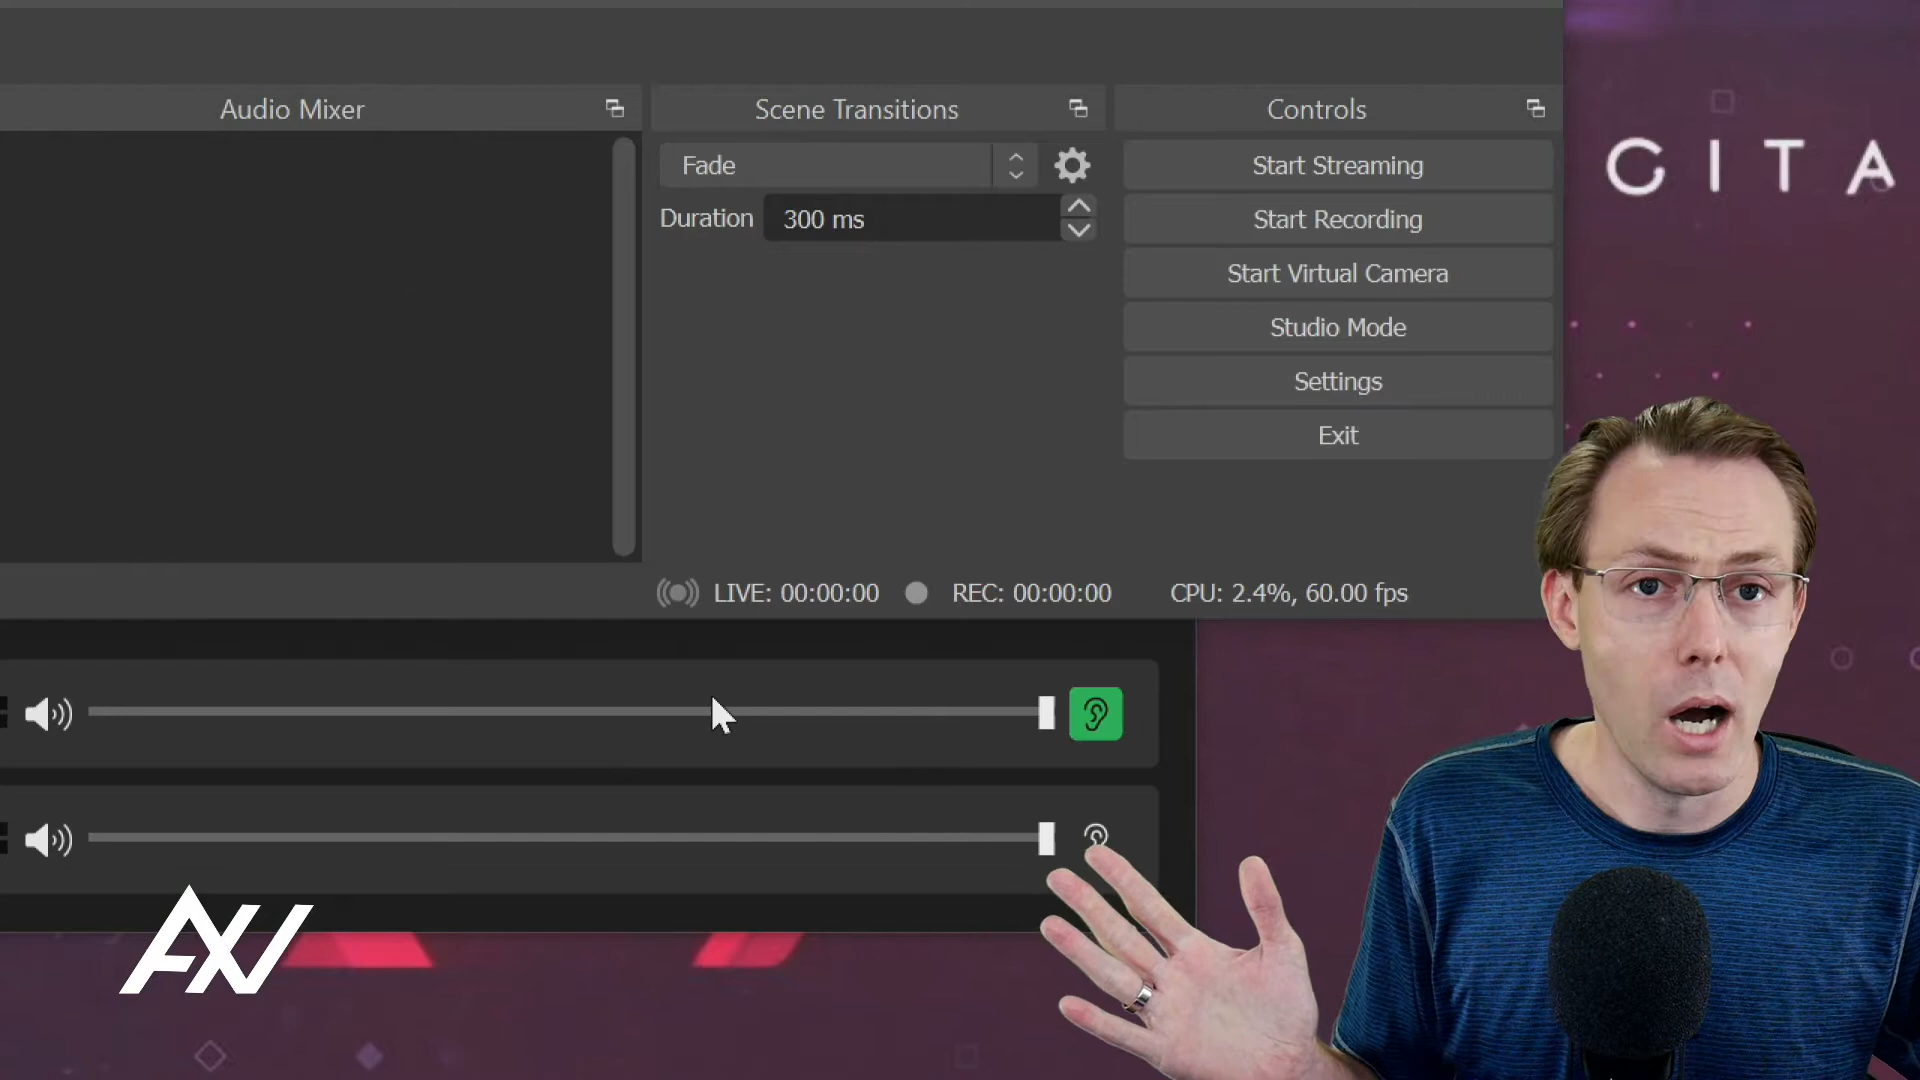 Audio Mixer
Scene Transitions
Controls
Fade
Duration 300 ms
Start Streaming
Start Recording
Start Virtual Camera
Studio Mode
Settings
Exit
CITA
LIVE: 00:00:00
REC: 00:00:00
CPU: 2.4%, 60.00 fps